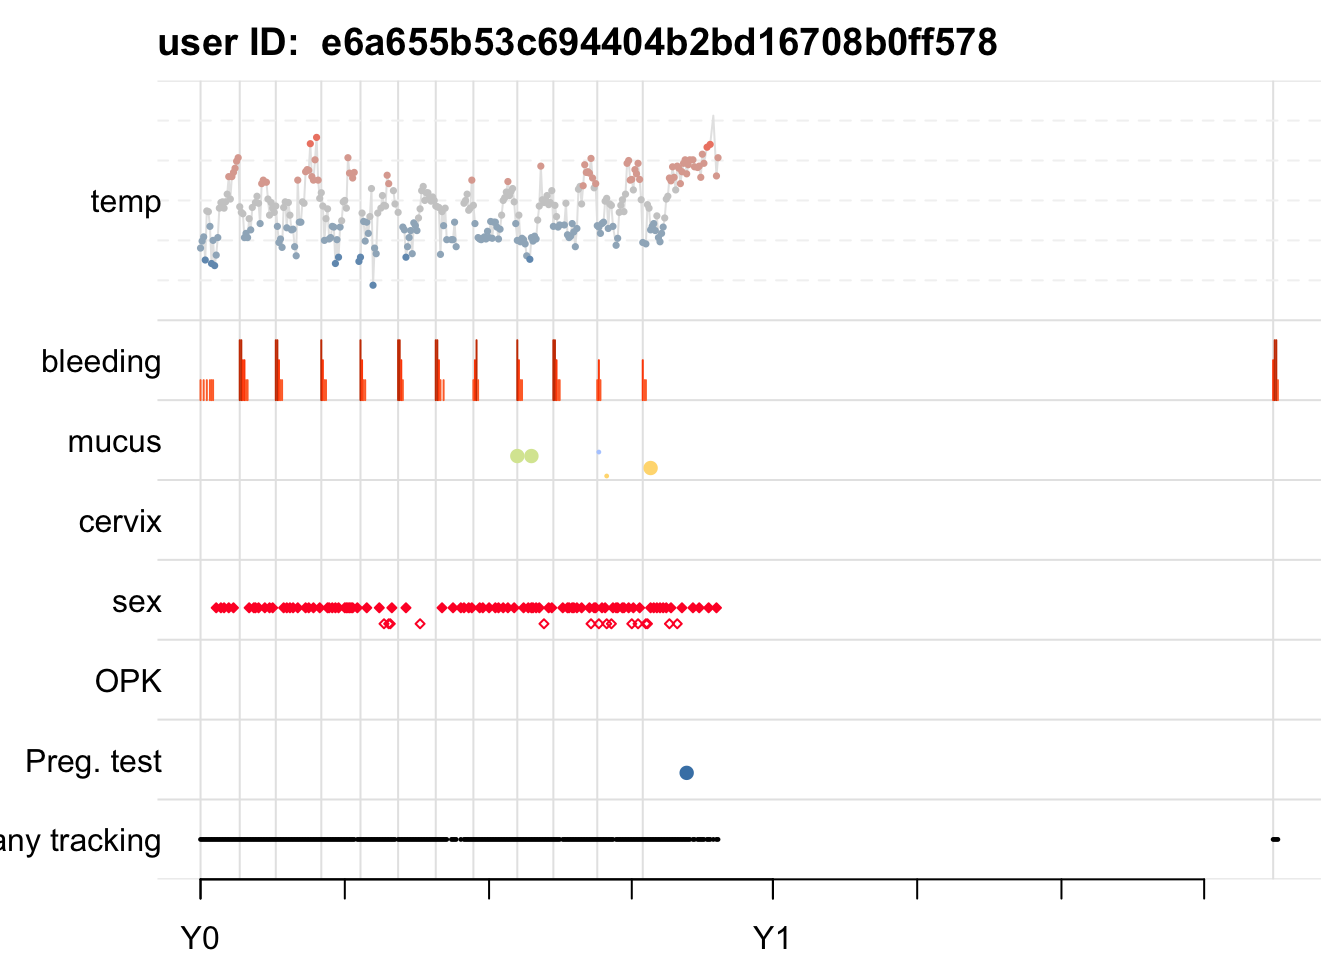 user ID:  e6a655b53c694404b2bd16708b0ff578
temp
bleeding
mucus
cervix
sex
OPK
Preg. test
any tracking
Y0 Y1